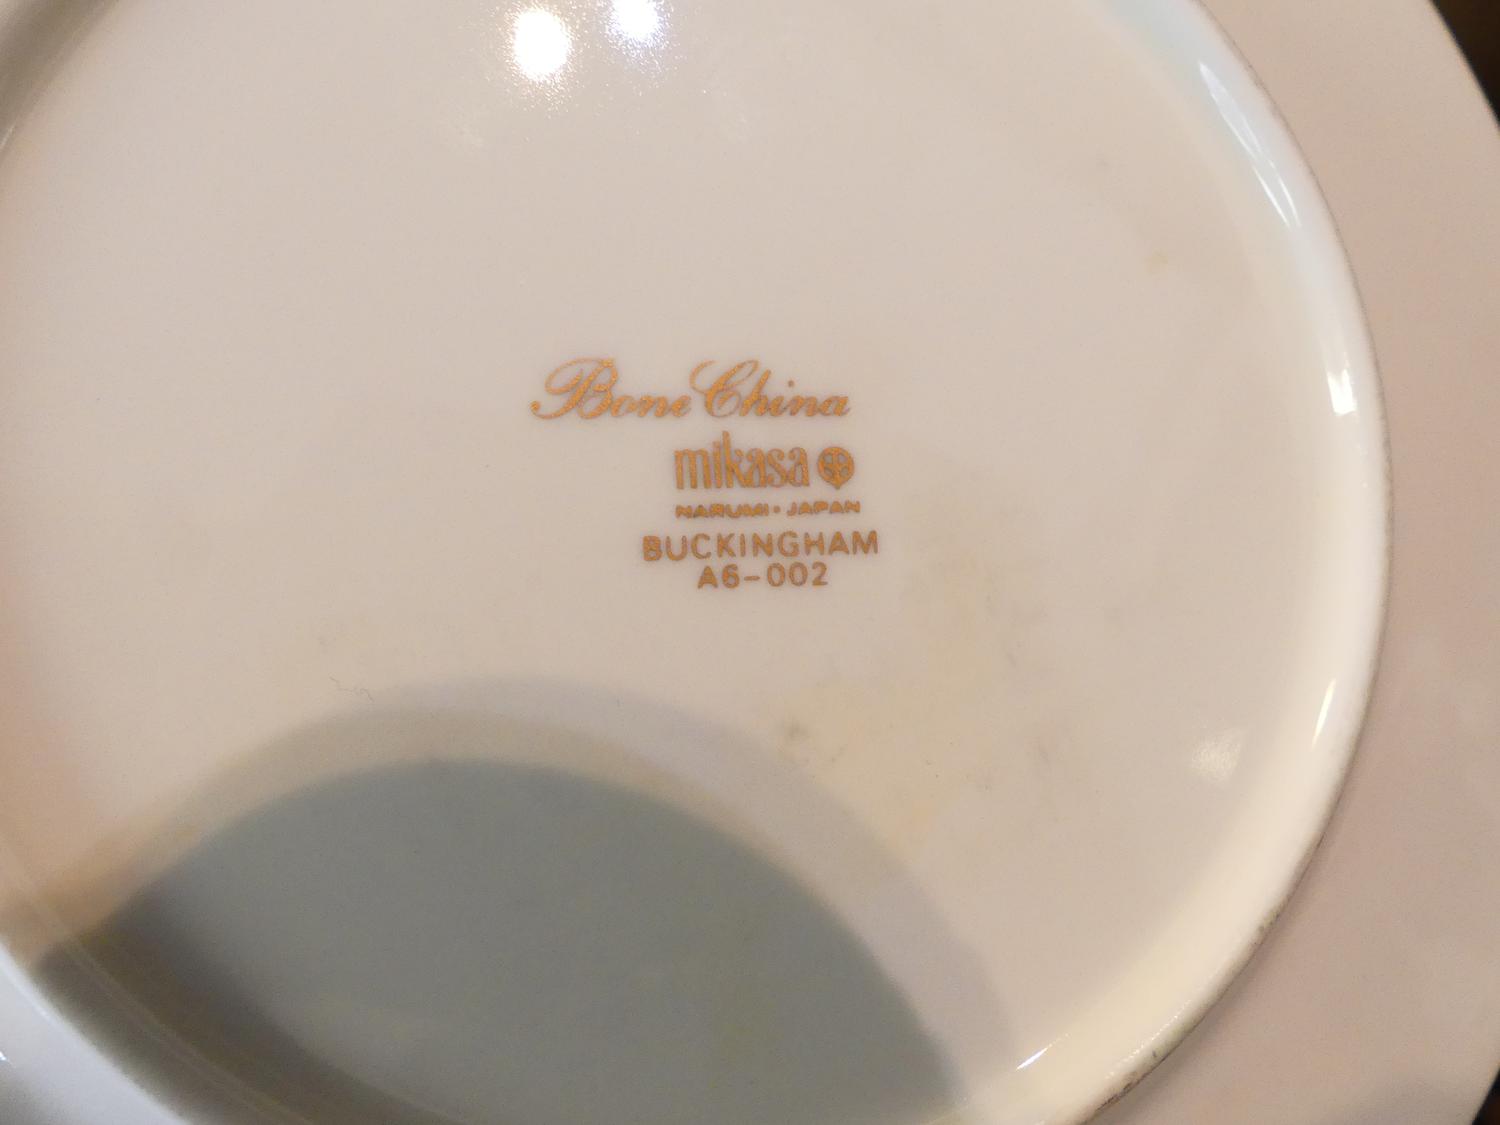 Bone China
mikasa
NARUMI • JAPAN
BUCKINGHAM
A6-002